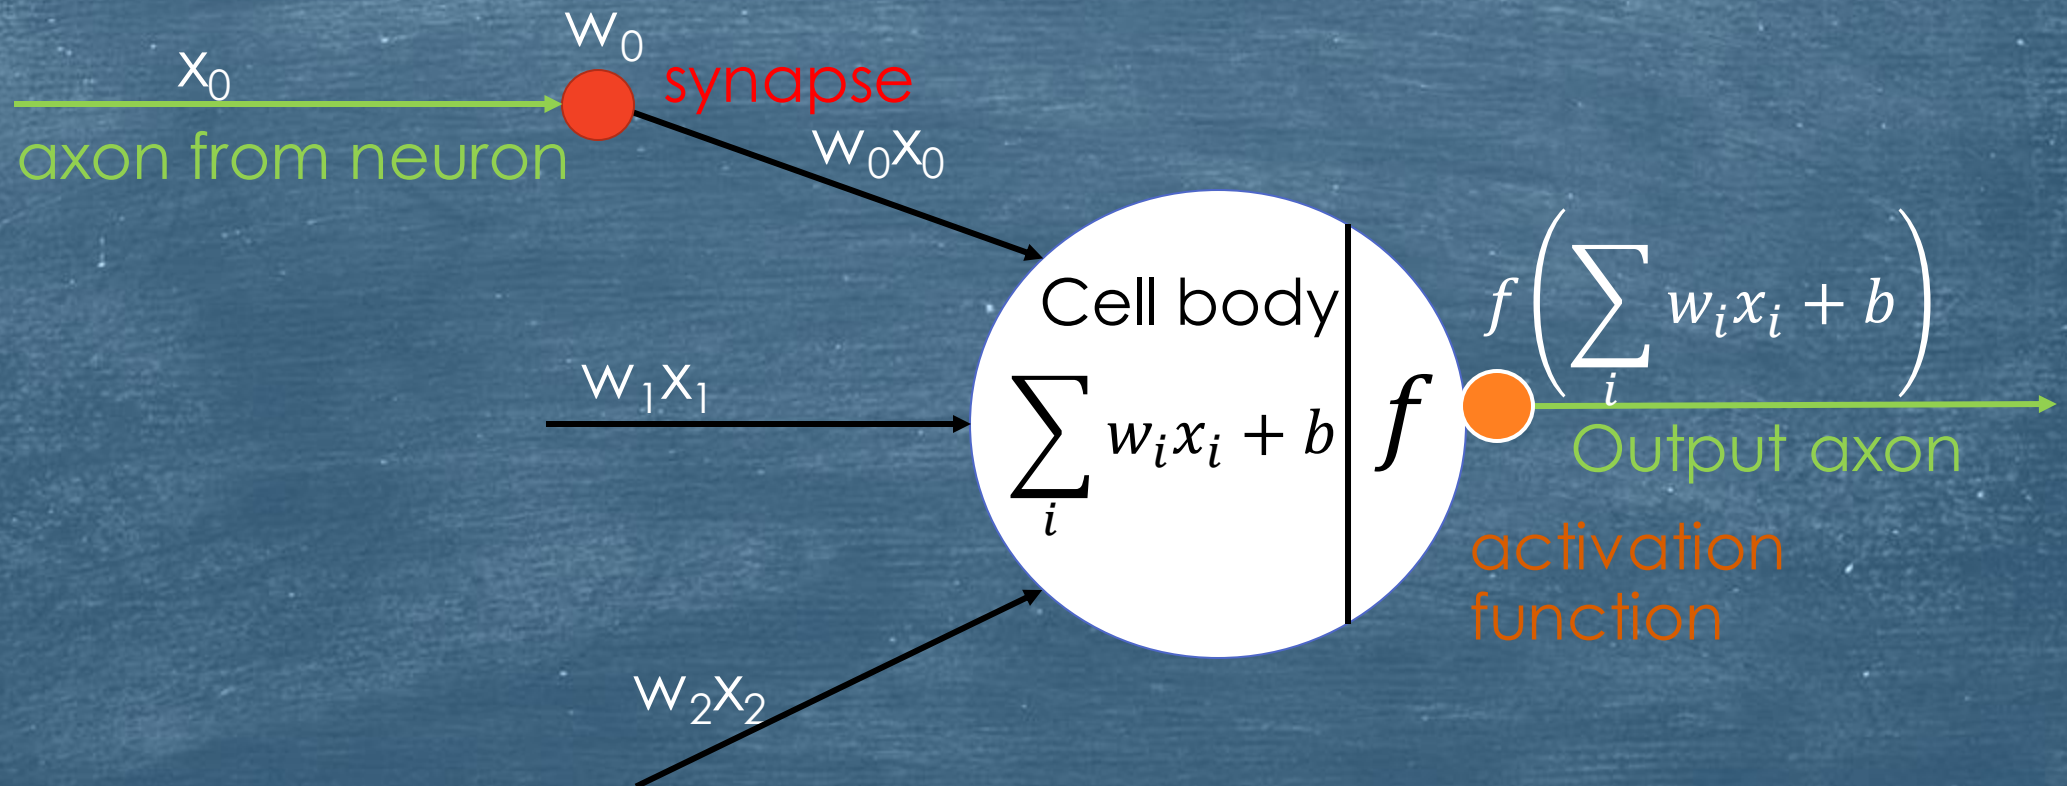 w₀
x₀
synapse
axon from neuron
w₀x₀
Cell body
f(∑ᵢ wᵢxᵢ + b)
w₁x₁
∑ᵢ wᵢxᵢ + b
f
Output axon
activation
function
w₂x₂